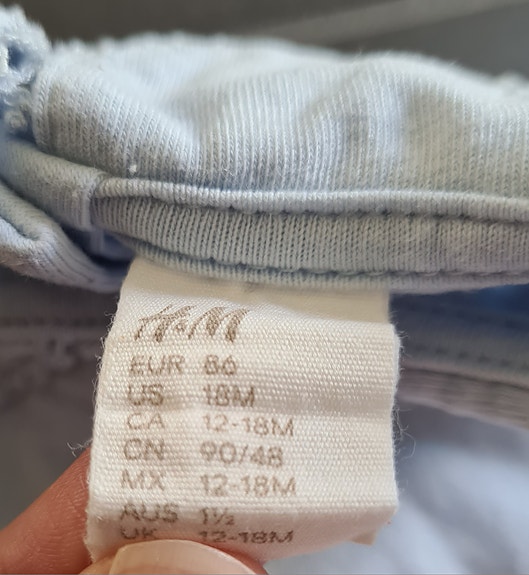 H&M
EUR 86
US 18M
CA 12-18M
CN 90/48
MX 12-18M
AUS 1½
UK 12-18M